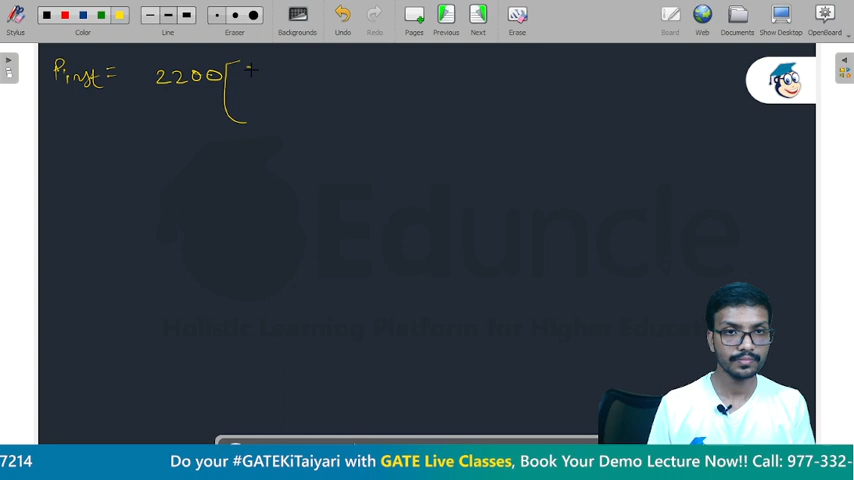 Stylus Color Line Eraser Backgrounds Undo Redo Pages Previous Next Erase Board Web Documents Show Desktop OpenBoard
Pinst = 2200[
Eduncle
Holistic Learning Platform for Higher Educat
7214 Do your #GATEKiTaiyari with GATE Live Classes, Book Your Demo Lecture Now!! Call: 977-332-